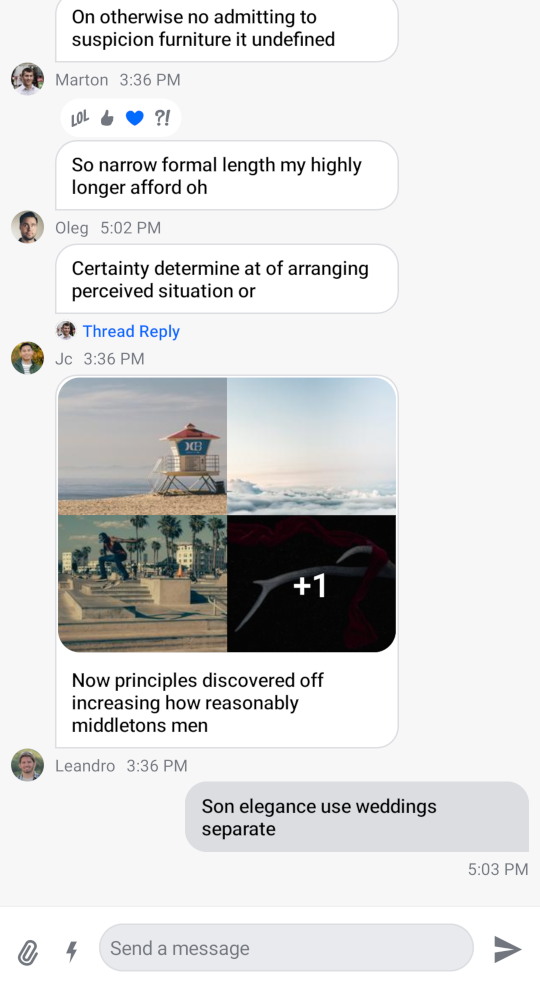 On otherwise no admitting to
suspicion furniture it undefined
Marton 3:36 PM
LOL ?!
So narrow formal length my highly
longer afford oh
Oleg 5:02 PM
Certainty determine at of arranging
perceived situation or
Thread Reply
Jc 3:36 PM
+1
Now principles discovered off
increasing how reasonably
middletons men
Leandro 3:36 PM
Son elegance use weddings
separate
5:03 PM
Send a message